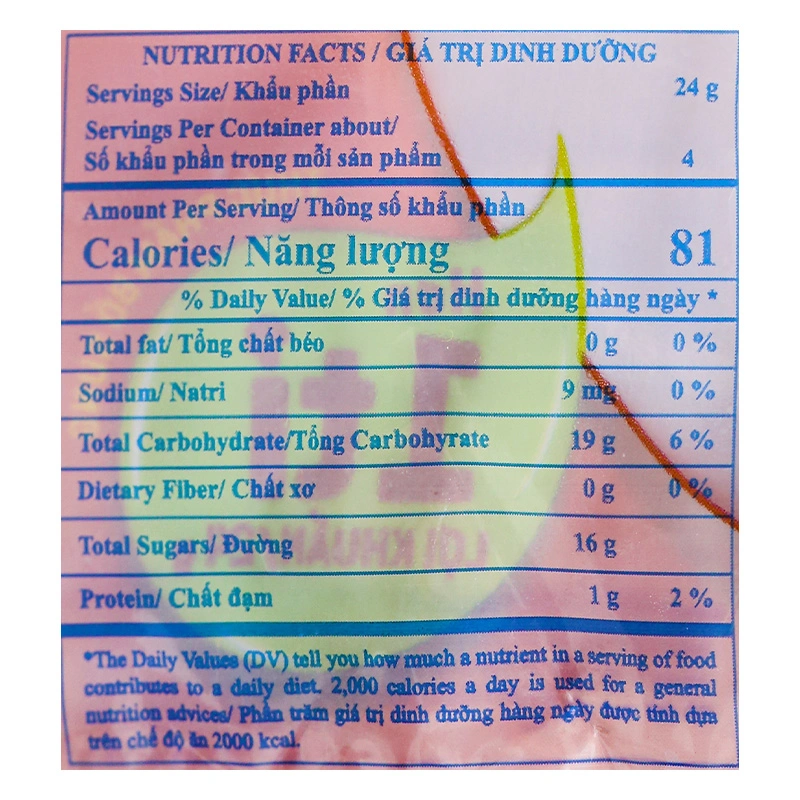 NUTRITION FACTS / GIÁ TRỊ DINH DƯỠNG
Servings Size/ Khẩu phần 24 g
Servings Per Container about/
Số khẩu phần trong mỗi sản phẩm 4
Amount Per Serving/ Thông số khẩu phần
Calories/ Năng lượng 81
% Daily Value/ % Giá trị dinh dưỡng hàng ngày *
Total fat/ Tổng chất béo 0 g 0 %
Sodium/ Natri 9 mg 0 %
Total Carbohydrate/Tổng Carbohyrate 19 g 6 %
Dietary Fiber/ Chất xơ 0 g 0 %
Total Sugars/ Đường 16 g
Protein/ Chất đạm 1 g 2 %
*The Daily Values (DV) tell you how much a nutrient in a serving of food
contributes to a daily diet. 2,000 calories a day is used for a general
nutrition advices/ Phần trăm giá trị dinh dưỡng hàng ngày được tính dựa
trên chế độ ăn 2000 kcal.